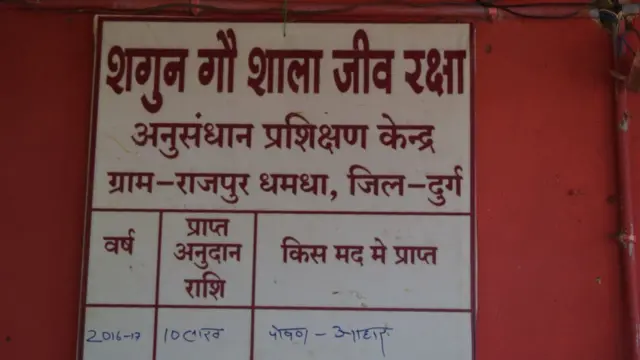 शगुन गौ शाला जीव रक्षा
अनुसंधान प्रशिक्षण केन्द्र
ग्राम-राजपुर धमधा, जिल-दुर्ग
वर्ष
प्राप्त
अनुदान
राशि
किस मद मे प्राप्त
2016-17 10 लाख पोषण - आहार